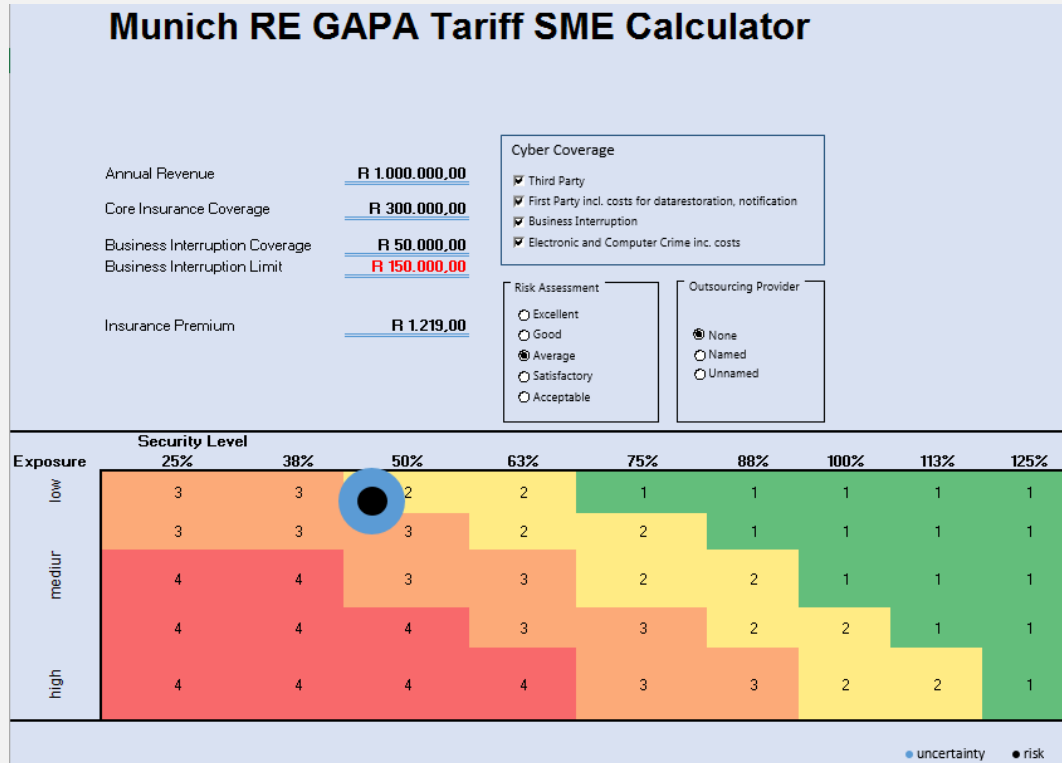 Munich RE GAPA Tariff SME Calculator
Annual Revenue R 1.000.000,00
Core Insurance Coverage R 300.000,00
Business Interruption Coverage R 50.000,00
Business Interruption Limit R 150.000,00
Insurance Premium R 1.219,00
Cyber Coverage
Third Party
First Party incl. costs for datarestoration, notification
Business Interruption
Electronic and Computer Crime inc. costs
Risk Assessment
Excellent
Good
Average
Satisfactory
Acceptable
Outsourcing Provider
None
Named
Unnamed
Security Level
Exposure 25% 38% 50% 63% 75% 88% 100% 113% 125%
low 3 3 2 2 1 1 1 1 1
3 3 3 2 2 1 1 1 1
mediur 4 4 3 3 2 2 1 1 1
4 4 4 3 3 2 2 1 1
high 4 4 4 4 3 3 2 2 1
uncertainty risk